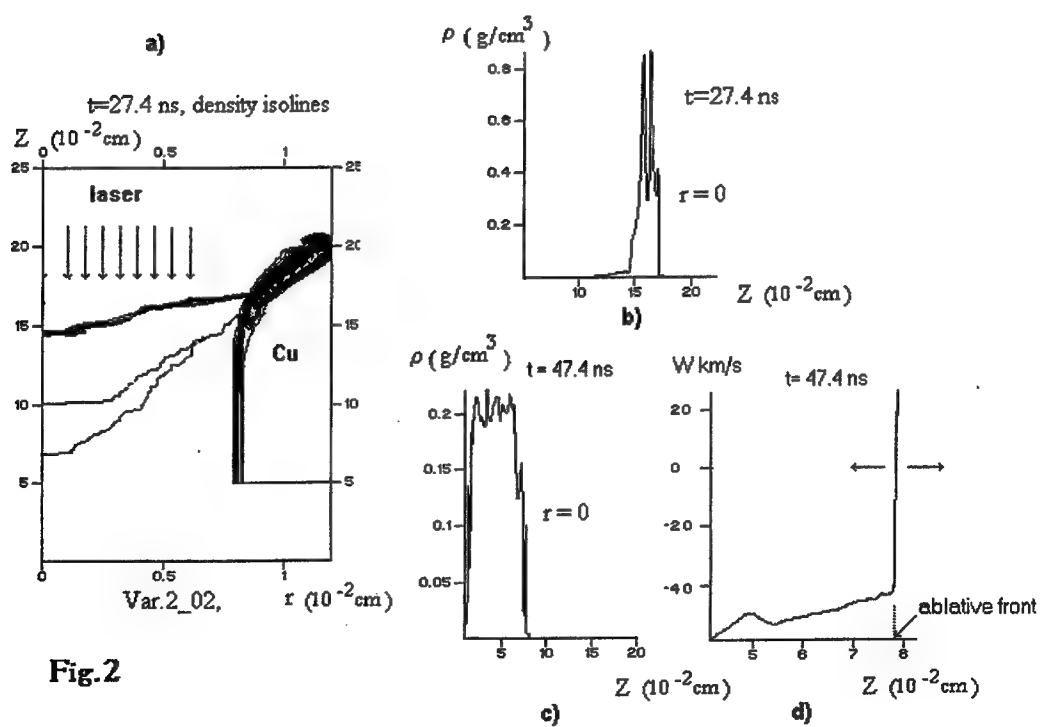 a)
t=27.4 ns, density isolines
Z (10⁻²cm)
0 0.5 1
25 25
laser
20 20
15 15
Cu
10 10
5 5
0 0
0 0.5 1
Var.2_02, r (10⁻²cm)
Fig.2
ρ (g/cm³)
0.8
t=27.4 ns
0.6
0.4
r=0
0.2
10 15 20
Z (10⁻²cm)
b)
ρ (g/cm³)
t= 47.4 ns
0.2
0.15
r=0
0.1
0.05
5 10 15 20
Z (10⁻²cm)
c)
W km/s
t= 47.4 ns
20
0
-20
-40
ablative front
5 6 7 8
Z (10⁻²cm)
d)